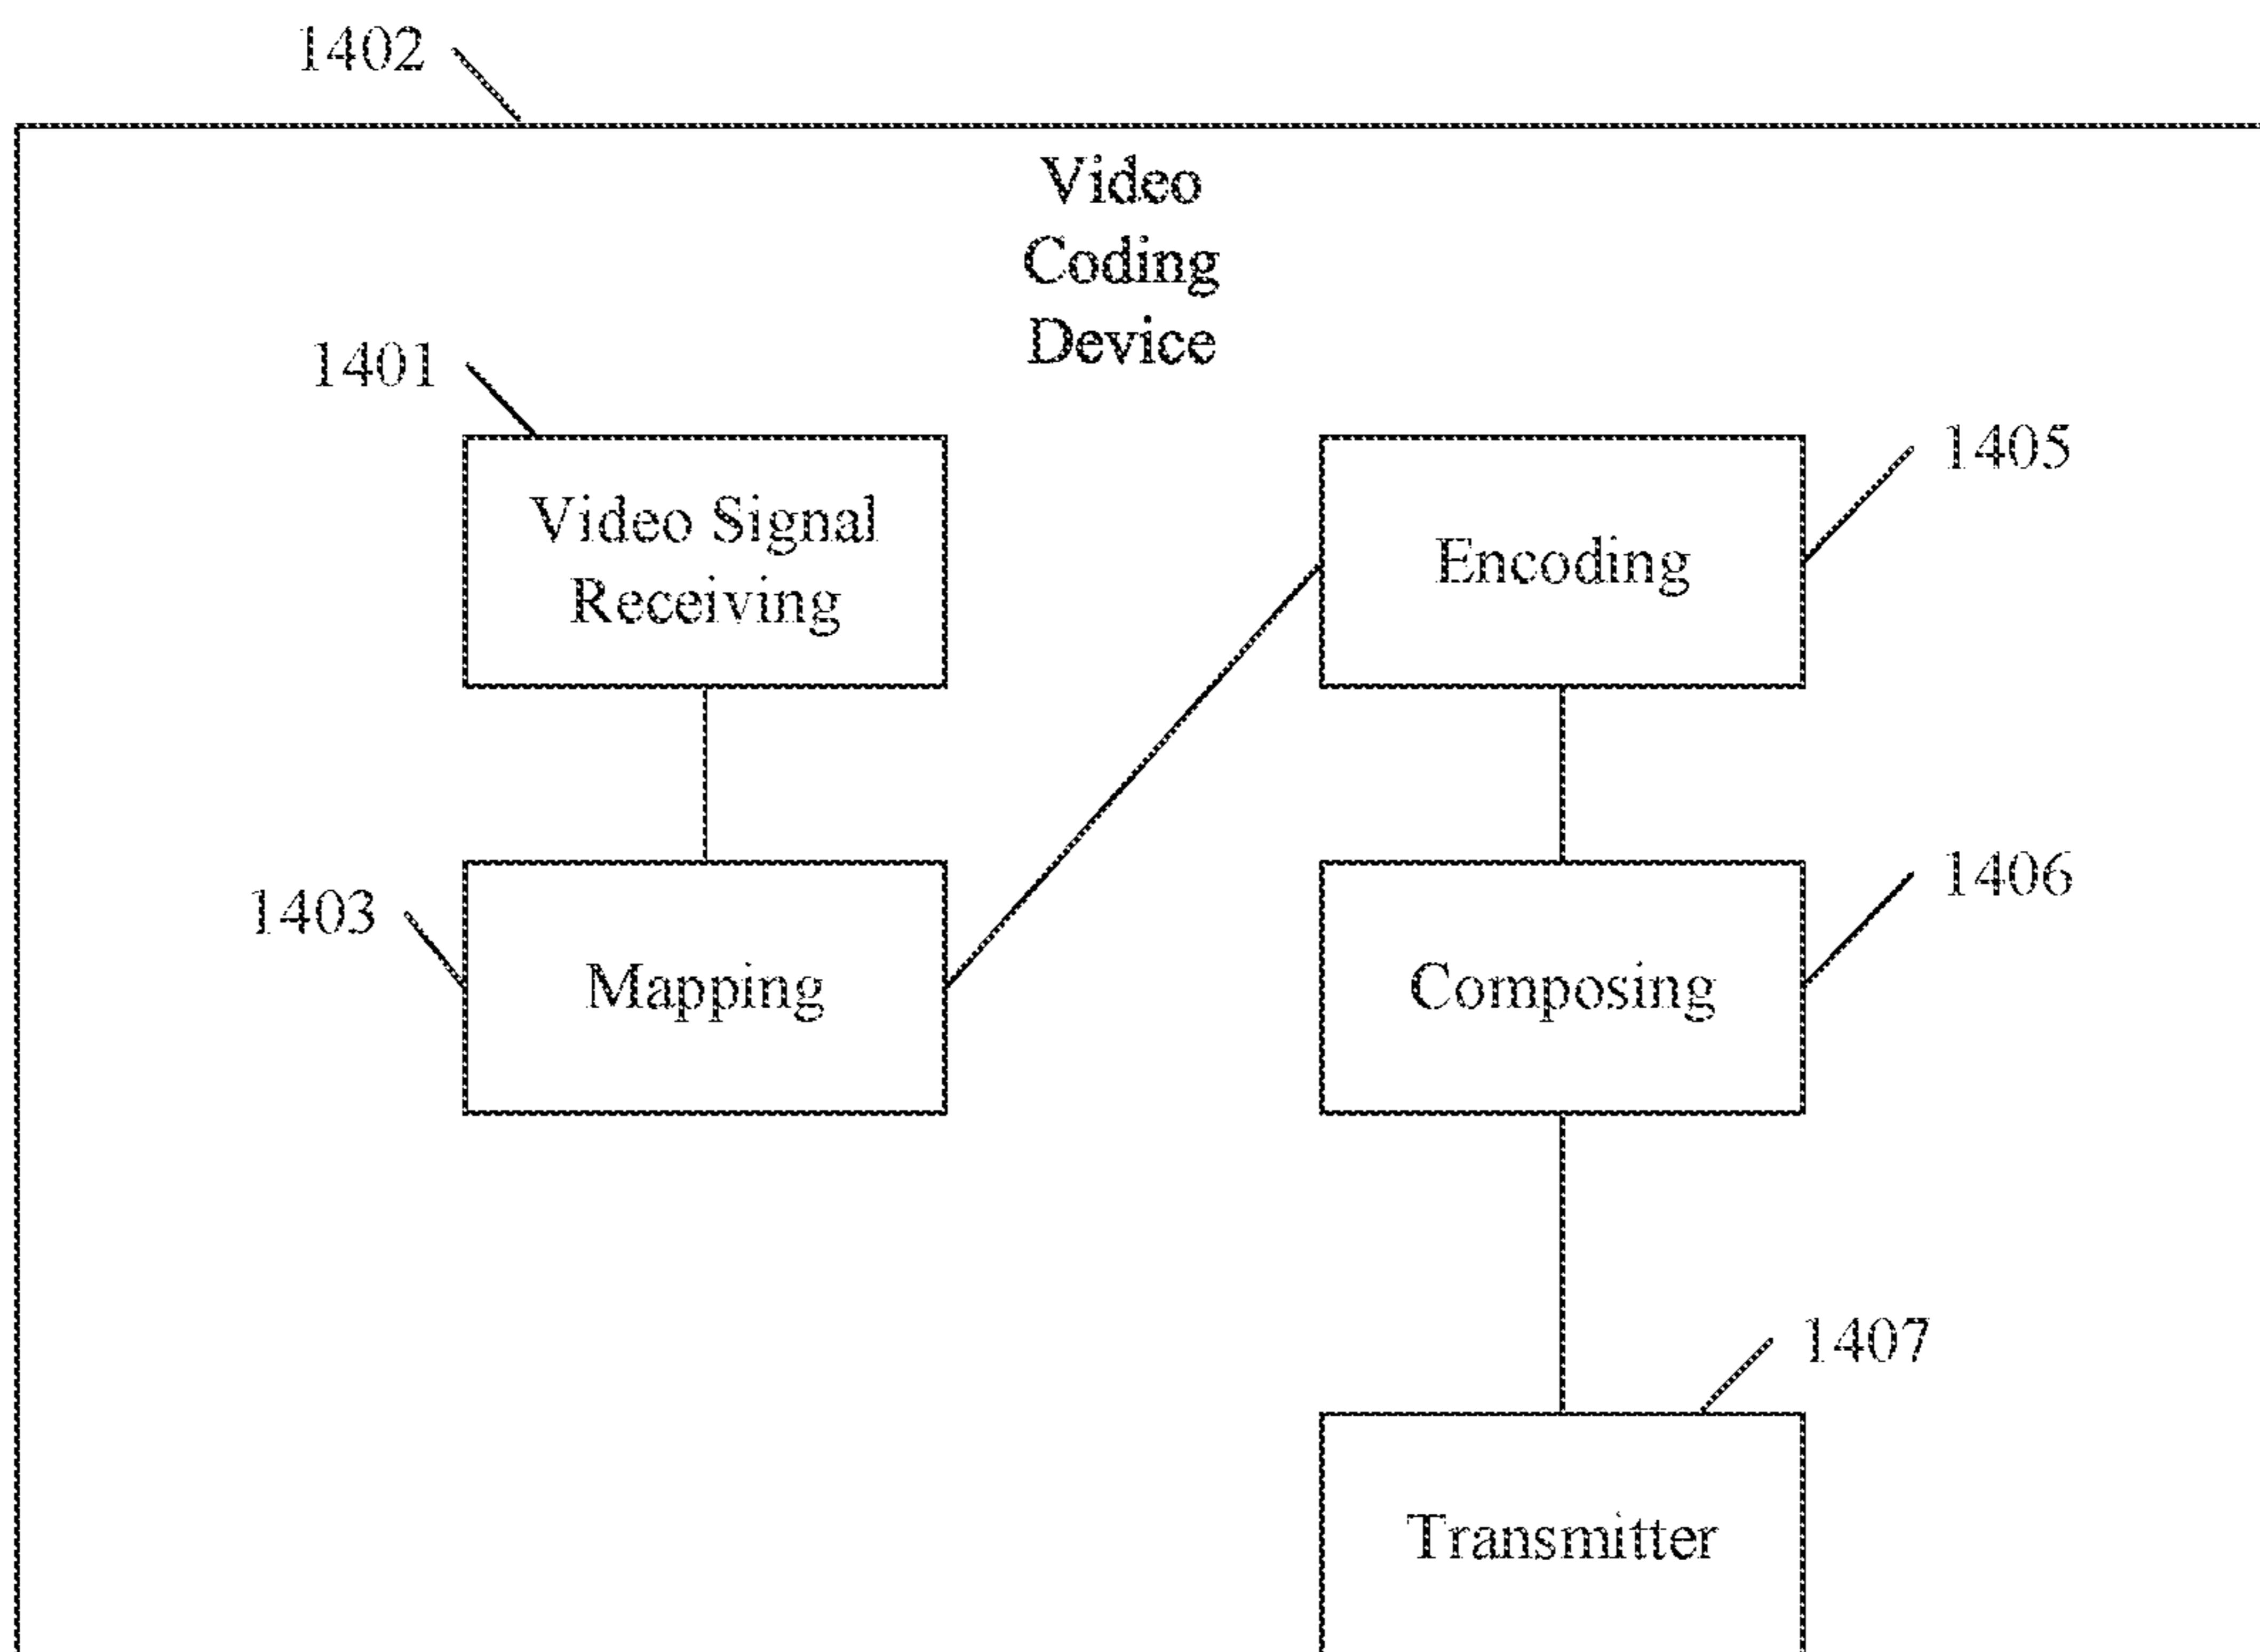 1402
Video
Coding
Device
1401
Video Signal
Receiving
Encoding
1405
1403
Mapping
Composing
1406
1407
Transmitter